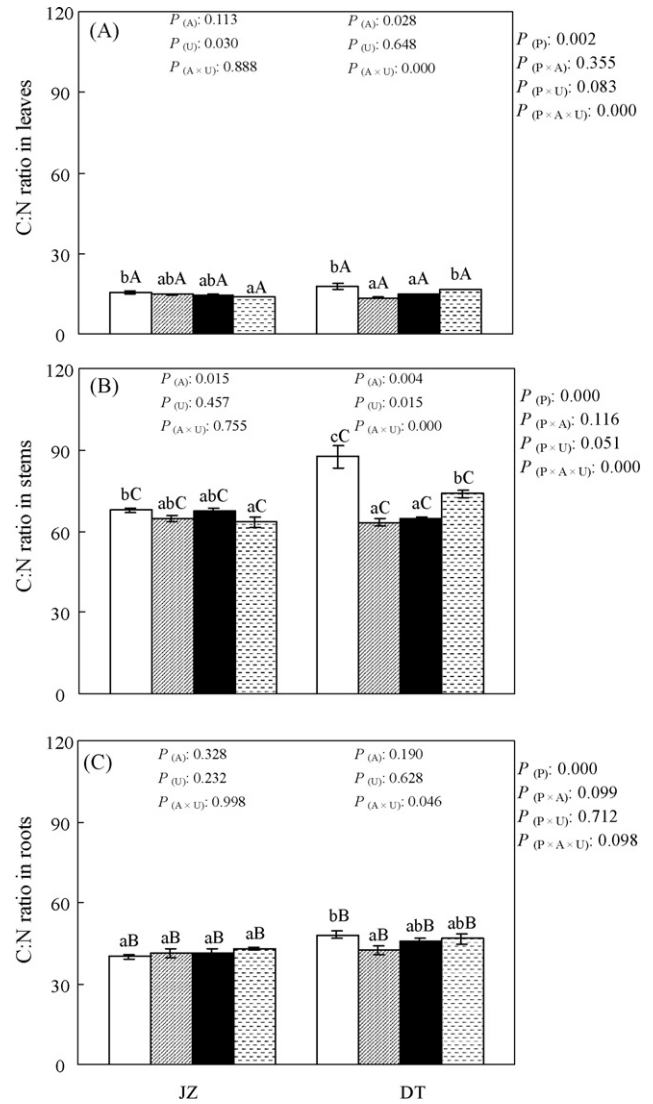 (A)
P (A): 0.113
P (U): 0.030
P (A × U): 0.888
P (A): 0.028
P (U): 0.648
P (A × U): 0.000
P (P): 0.002
P (P × A): 0.355
P (P × U): 0.083
P (P × A × U): 0.000
C:N ratio in leaves
120
90
60
30
0
bA abA abA aA
bA aA aA bA
(B)
P (A): 0.015
P (U): 0.457
P (A × U): 0.755
P (A): 0.004
P (U): 0.015
P (A × U): 0.000
P (P): 0.000
P (P × A): 0.116
P (P × U): 0.051
P (P × A × U): 0.000
C:N ratio in stems
120
90
60
30
0
bC abC abC aC
cC aC aC bC
(C)
P (A): 0.328
P (U): 0.232
P (A × U): 0.998
P (A): 0.190
P (U): 0.628
P (A × U): 0.046
P (P): 0.000
P (P × A): 0.099
P (P × U): 0.712
P (P × A × U): 0.098
C:N ratio in roots
120
90
60
30
0
aB aB aB aB
bB aB abB abB
JZ DT